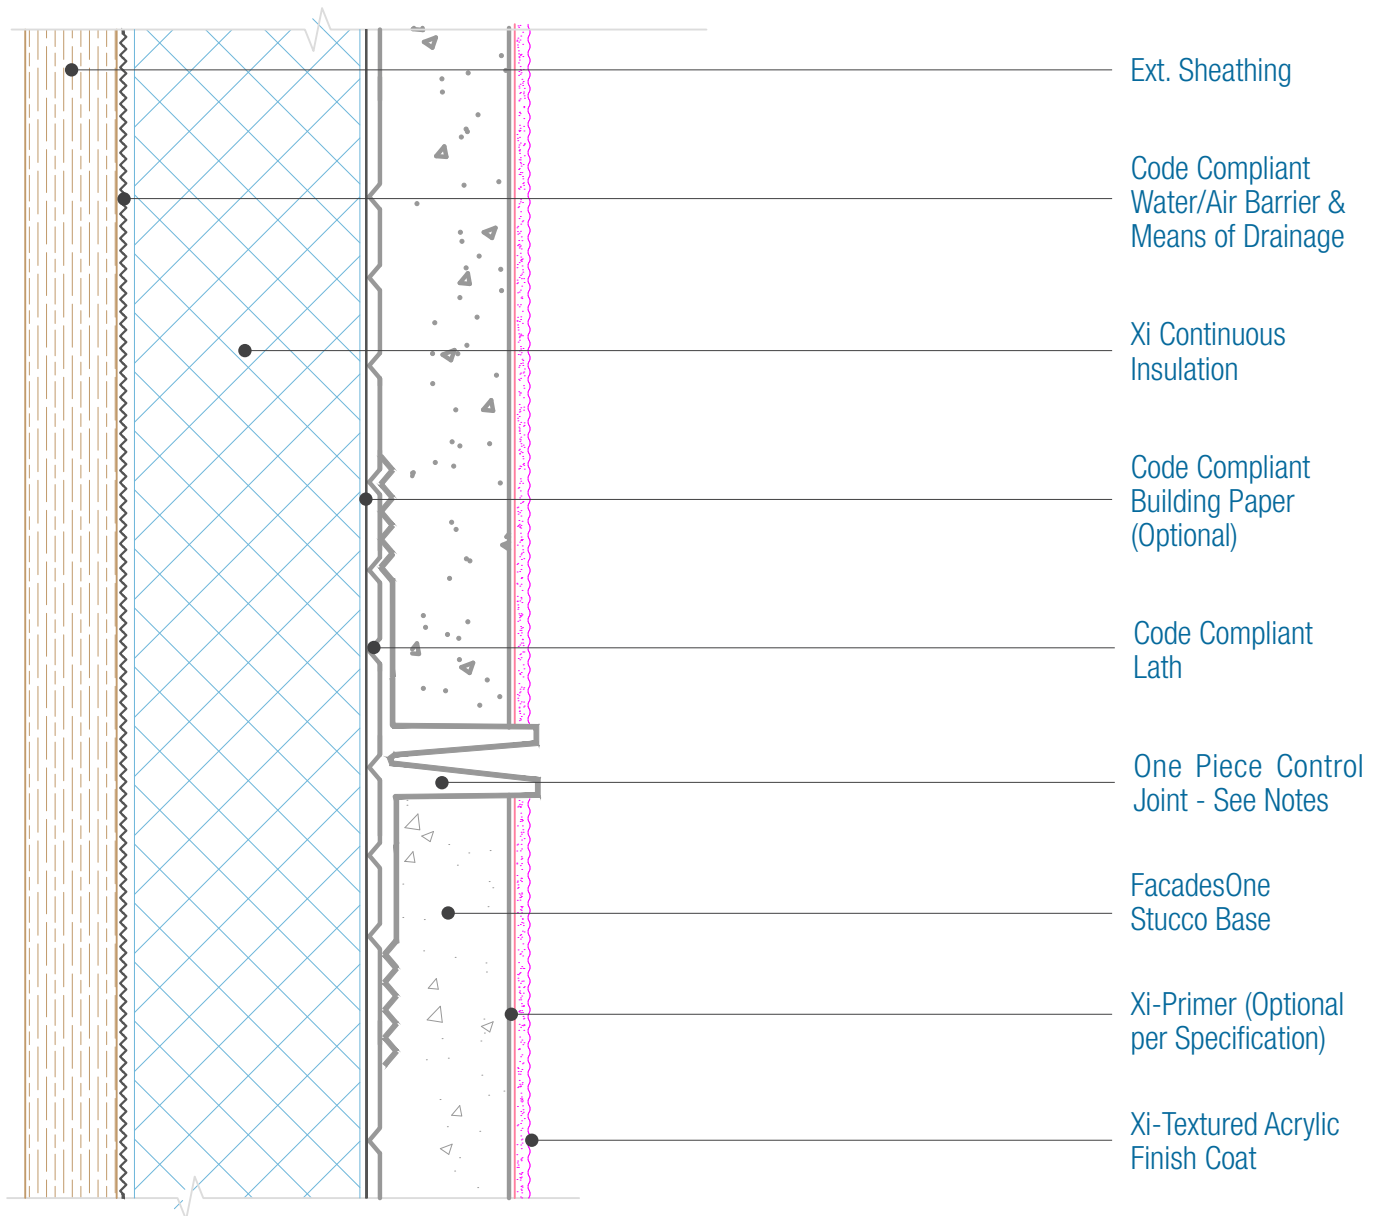 Ext. Sheathing
Code Compliant
Water/Air Barrier &
Means of Drainage
Xi Continuous
Insulation
Code Compliant
Building Paper
(Optional)
Code Compliant
Lath
One Piece Control
Joint - See Notes
FacadesOne
Stucco Base
Xi-Primer (Optional
per Specification)
Xi-Textured Acrylic
Finish Coat